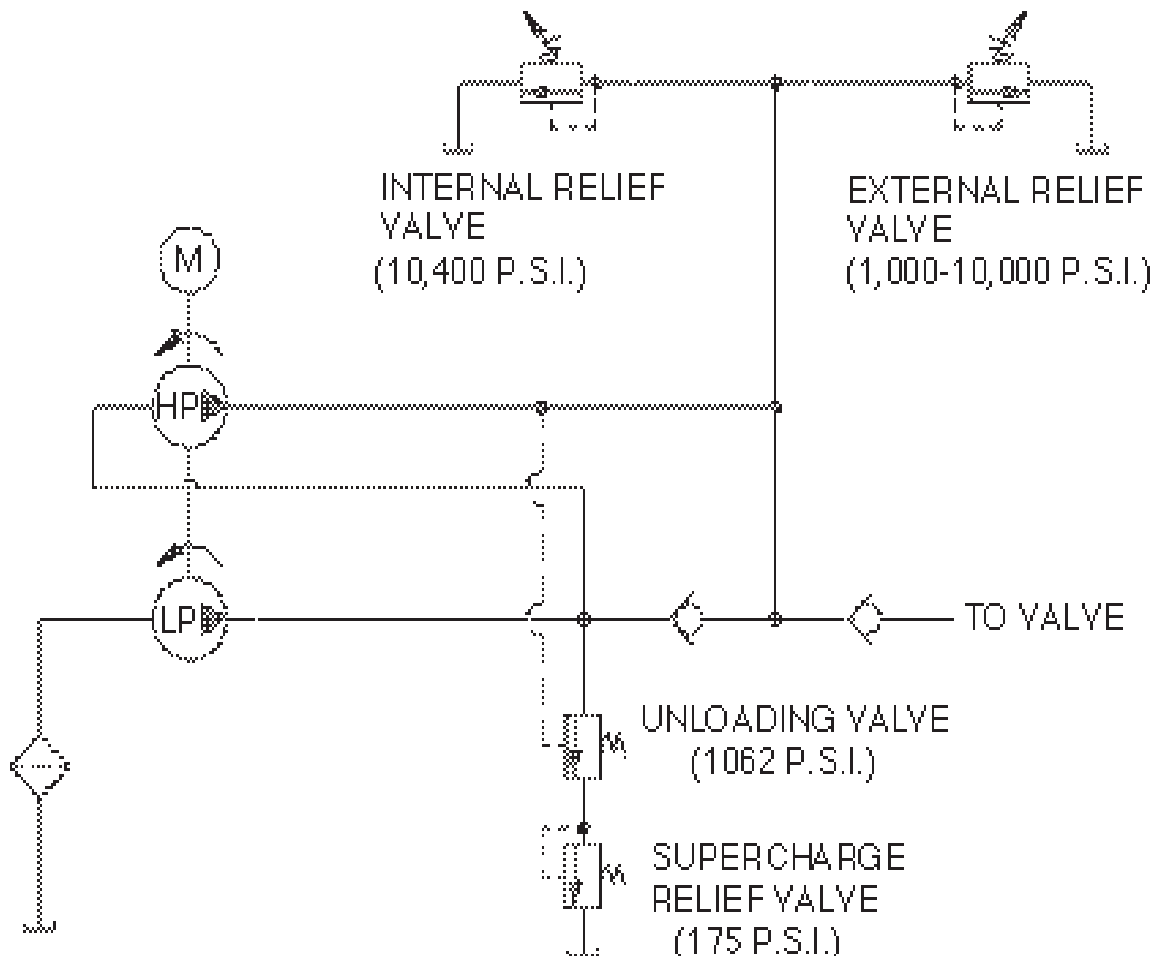 INTERNAL RELIEF
VALVE
(10,400 P.S.I.)
EXTERNAL RELIEF
VALVE
(1,000-10,000 P.S.I.)
M
HP
LP
TO VALVE
UNLOADING VALVE
(1062 P.S.I.)
SUPERCHARGE
RELIEF VALVE
(175 P.S.I.)